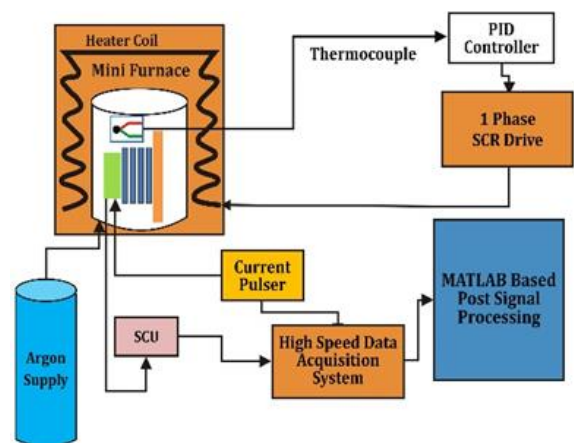 Heater Coil
Mini Furnace
Thermocouple
PID
Controller
1 Phase
SCR Drive
Current
Pulser
MATLAB Based
Post Signal
Processing
SCU
High Speed Data
Acquisition
System
Argon
Supply